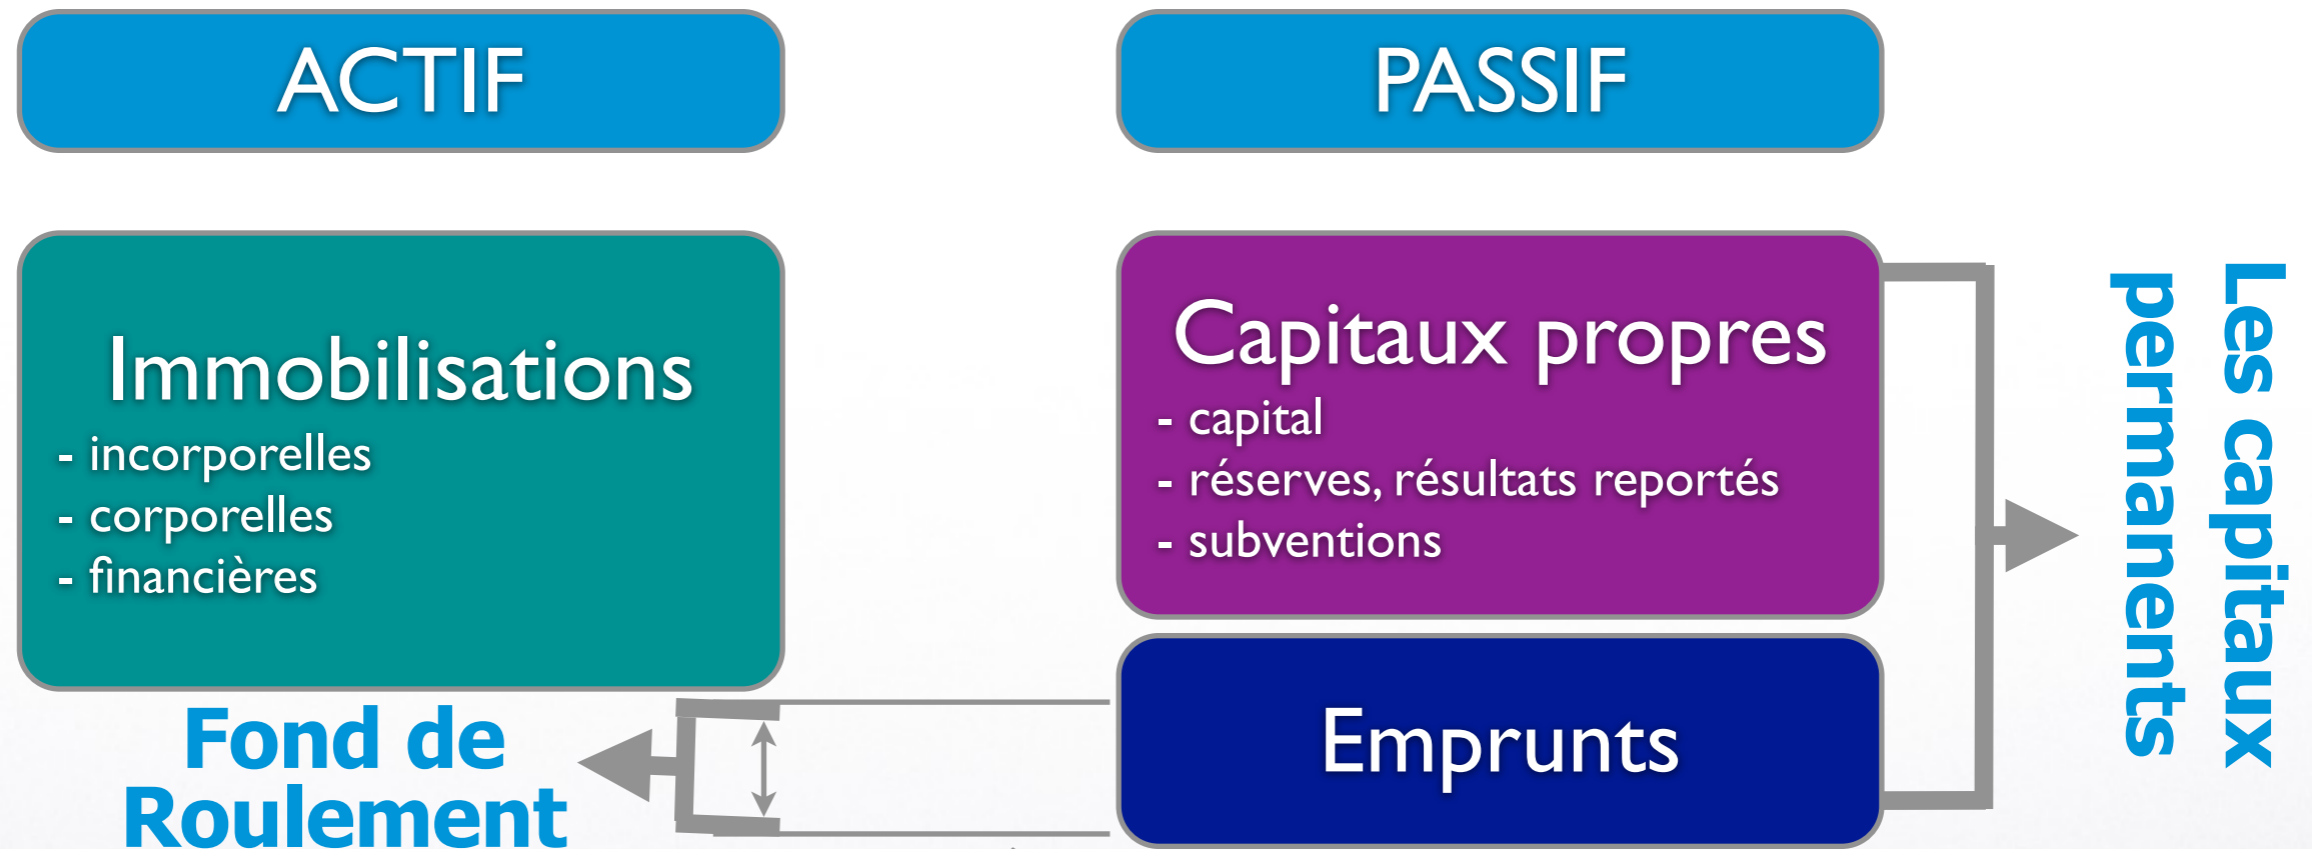 ACTIF
PASSIF
Immobilisations
- incorporelles
- corporelles
- financières
Capitaux propres
- capital
- réserves, résultats reportés
- subventions
Les capitaux
permanents
Fond de
Roulement
Emprunts